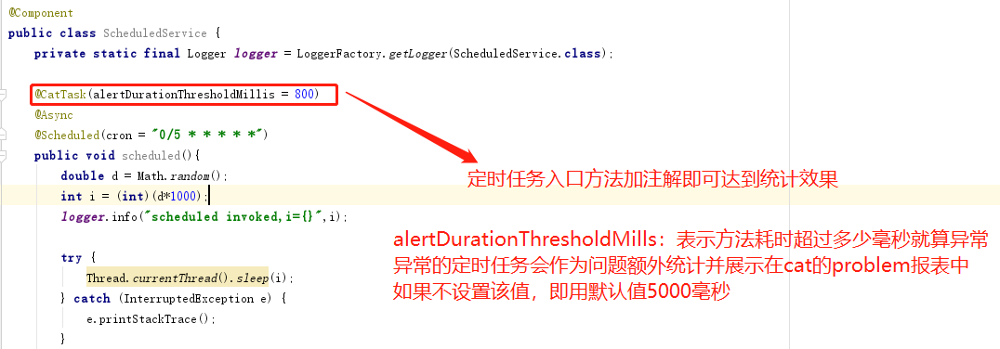 @Component
public class ScheduledService {
private static final Logger logger = LoggerFactory.getLogger(ScheduledService.class);
@CatTask(alertDurationThresholdMillis = 800)
@Async
@Scheduled(cron = "0/5 * * * * *")
public void scheduled(){
double d = Math.random();
定时任务入口方法加注解即可达到统计效果
int i = (int)(d*1000);
logger.info("scheduled invoked,i={}",i);
alertDurationThresholdMills：表示方法耗时超过多少毫秒就算异常
异常的定时任务会作为问题额外统计并展示在cat的problem报表中
如果不设置该值，即用默认值5000毫秒
try {
Thread.currentThread().sleep(i);
} catch (InterruptedException e) {
e.printStackTrace();
}